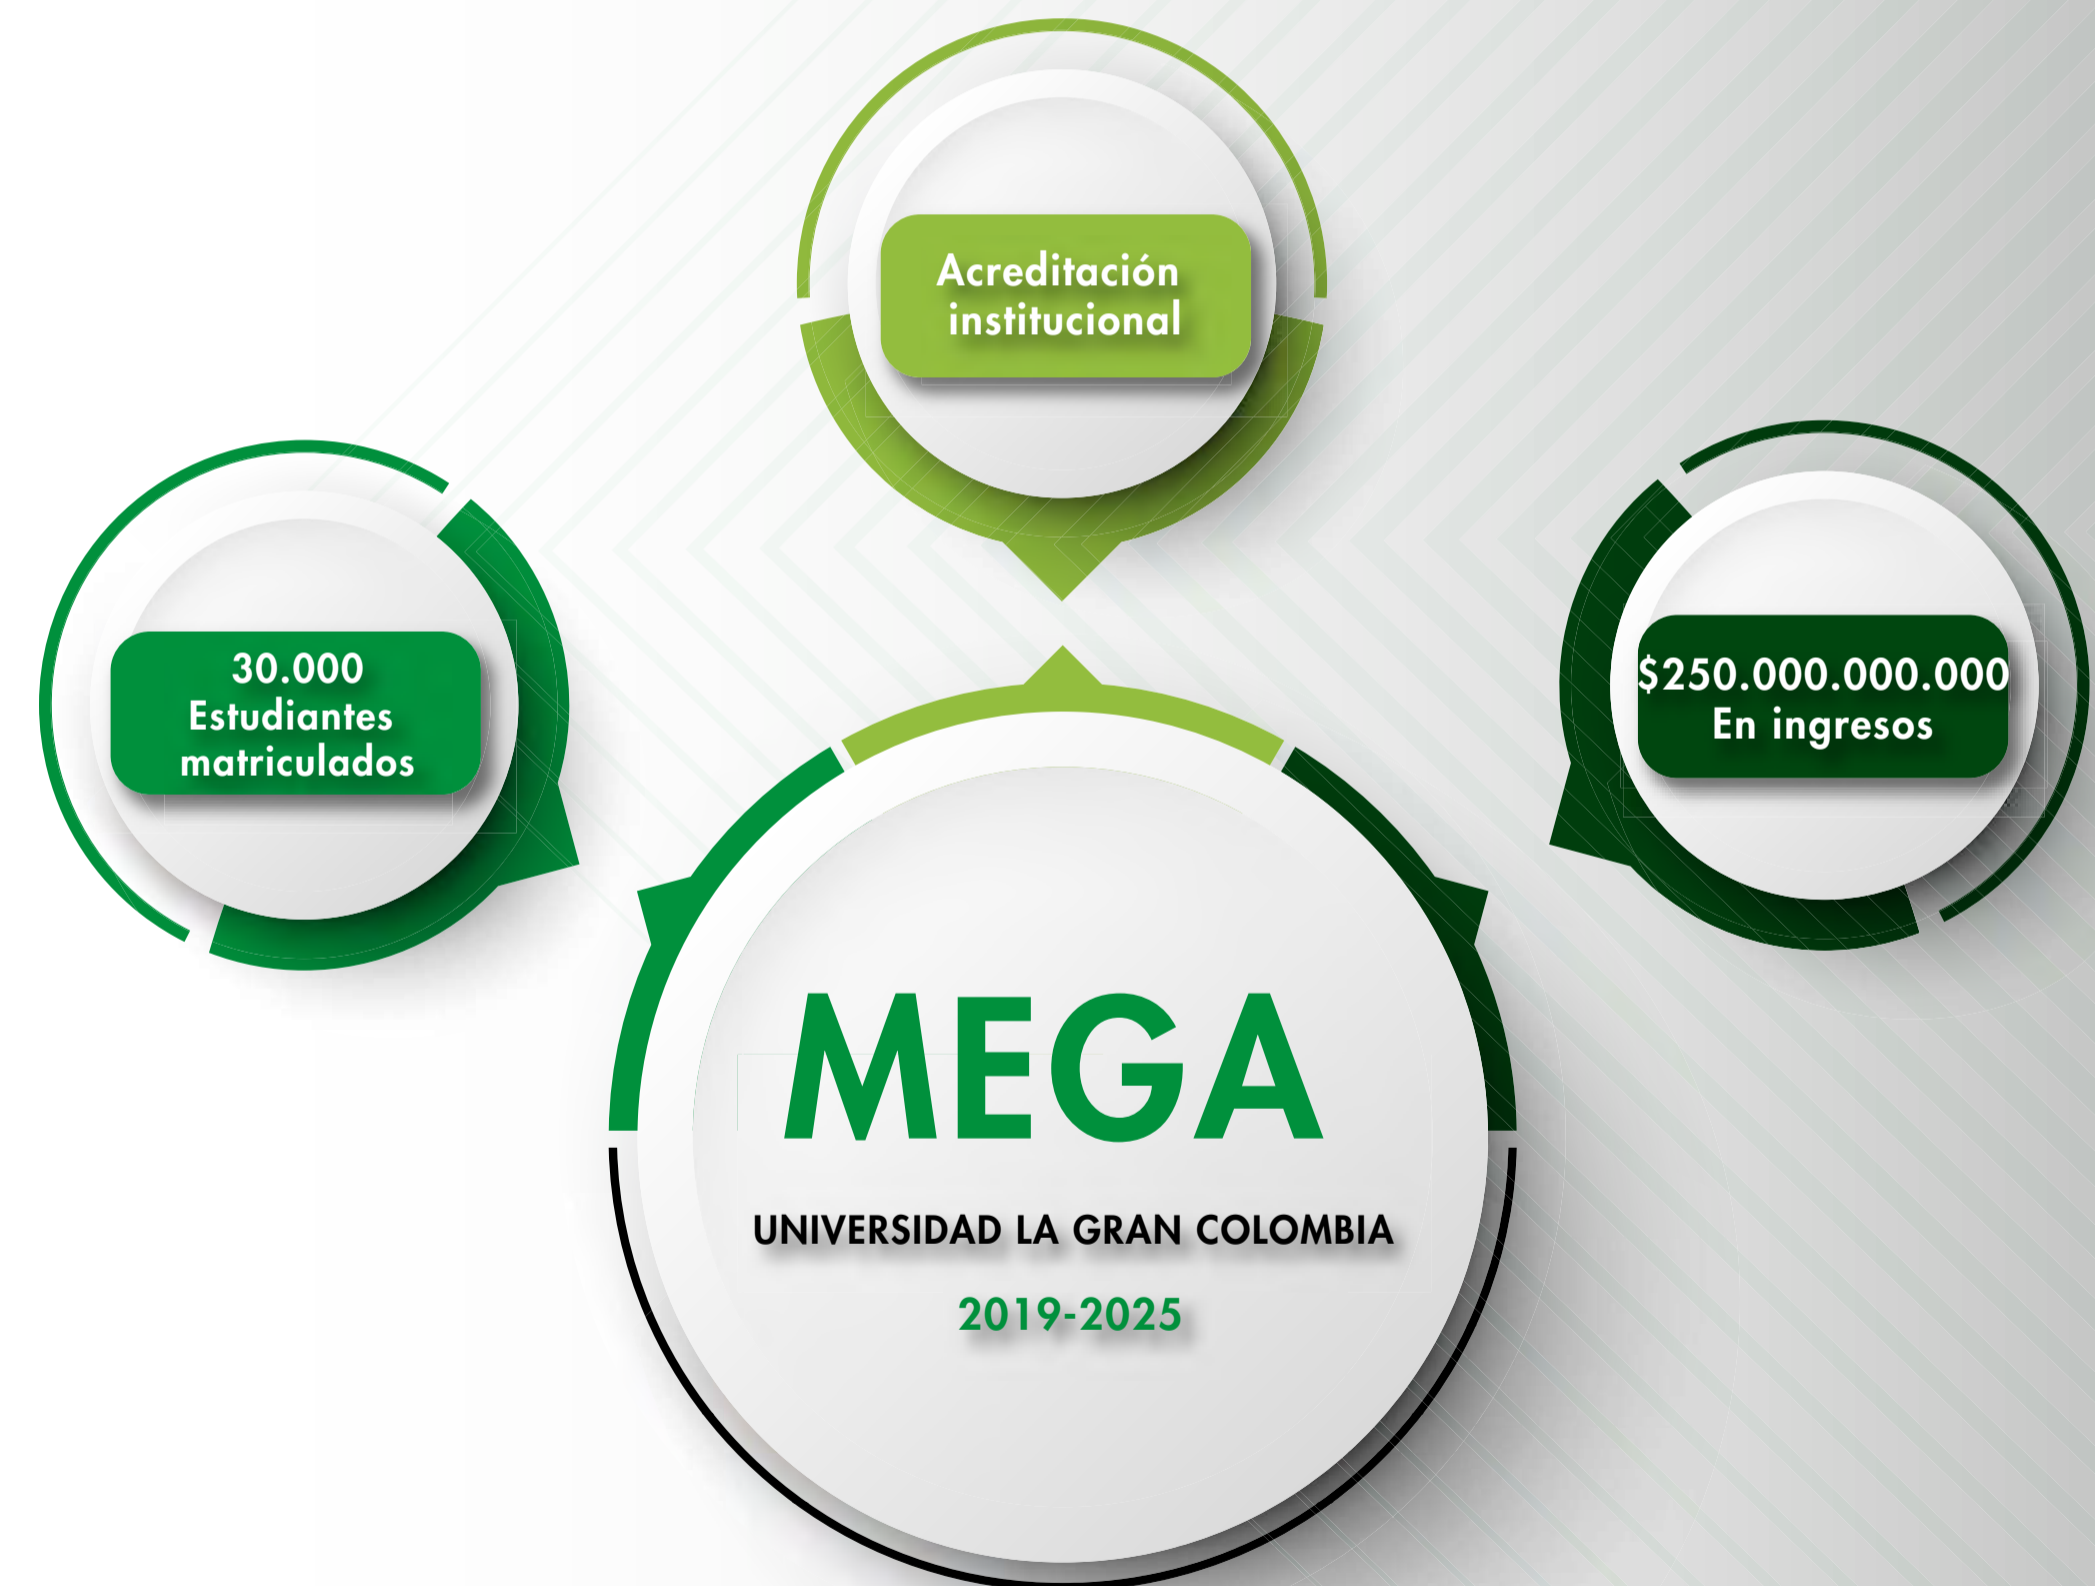 Acreditación
institucional
30.000
Estudiantes
matriculados
$250.000.000.000
En ingresos
MEGA
UNIVERSIDAD LA GRAN COLOMBIA
2019-2025